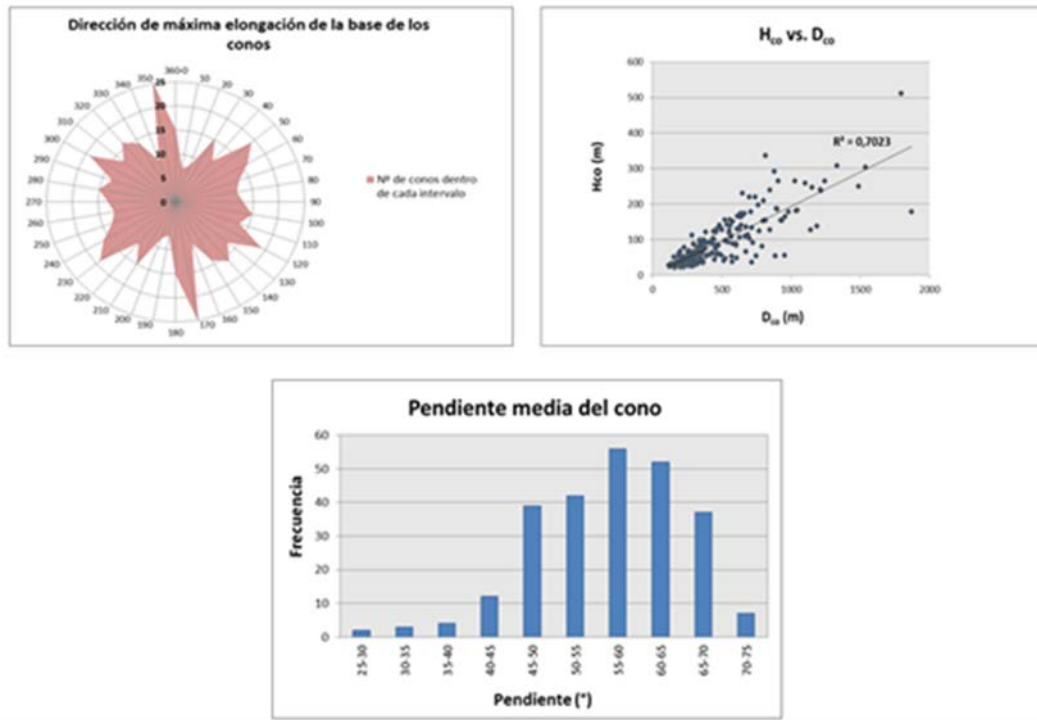 Dirección de máxima elongación de la base de los
conos
360 0 10 20 30 40 50 60 70 80 90 100 110 120 130 140 150 160 170 180 190 200 210 220 230 240 250 260 270 280 290 300 310 320 330 340 350
25
20
15
10
5
0
Nº de conos dentro
de cada intervalo
H co vs. D co
600
500
400
300
200
100
0
Hco (m)
R² = 0,7023
0 500 1000 1500 2000
D co (m)
Pendiente media del cono
60
50
40
30
20
10
0
Frecuencia
25-30 30-35 35-40 40-45 45-50 50-55 55-60 60-65 65-70 70-75
Pendiente (°)